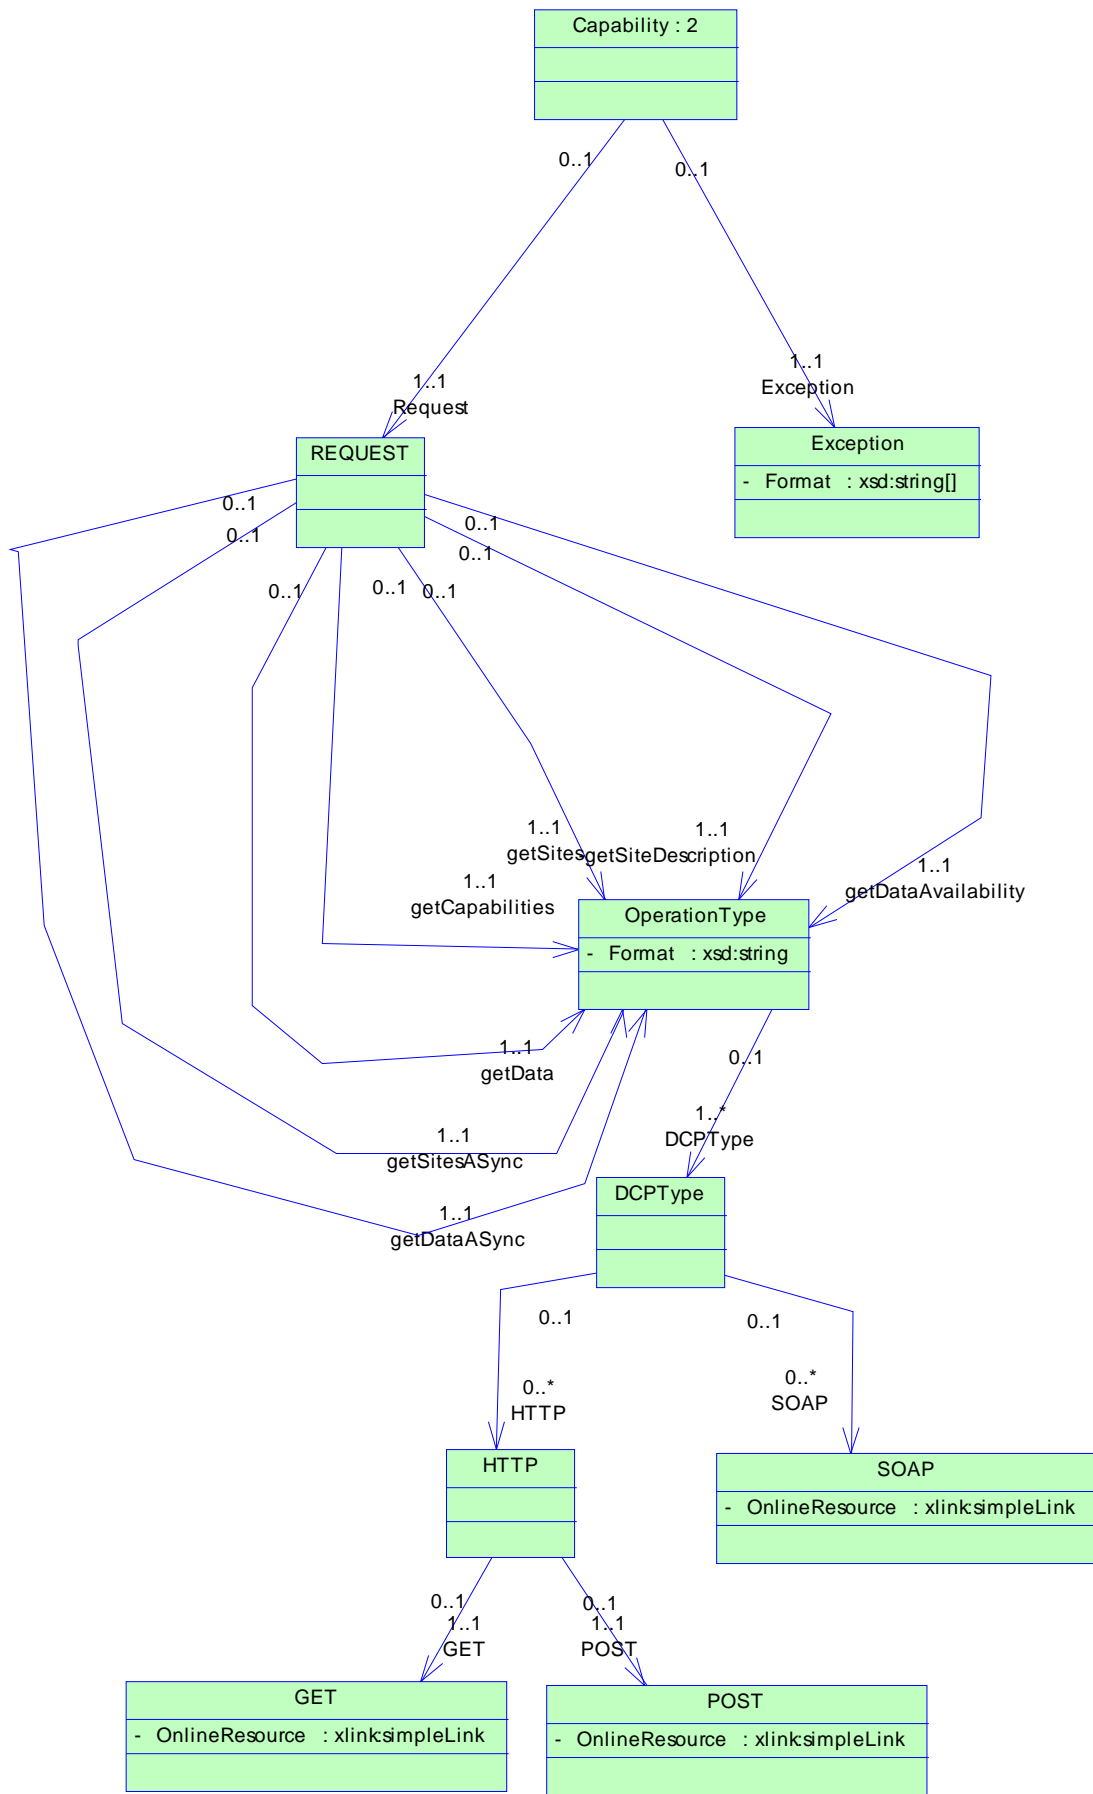 Capability : 2
0..1
0..1
1..1
Request
1..1
Exception
REQUEST
Exception
- Format : xsd:string[]
0..1
0..1
0..1
0..1
0..1
0..1
0..1
1..1
getSites
1..1
getSiteDescription
1..1
getDataAvailability
1..1
getCapabilities
OperationType
- Format : xsd:string
1..1
getData
0..1
1..1
getSitesASync
1..*
DCPType
1..1
getDataASync
DCPType
0..1
0..1
0..*
HTTP
0..*
SOAP
HTTP
SOAP
- OnlineResource : xlink:simpleLink
0..1
1..1
GET
0..1
1..1
POST
GET
- OnlineResource : xlink:simpleLink
POST
- OnlineResource : xlink:simpleLink